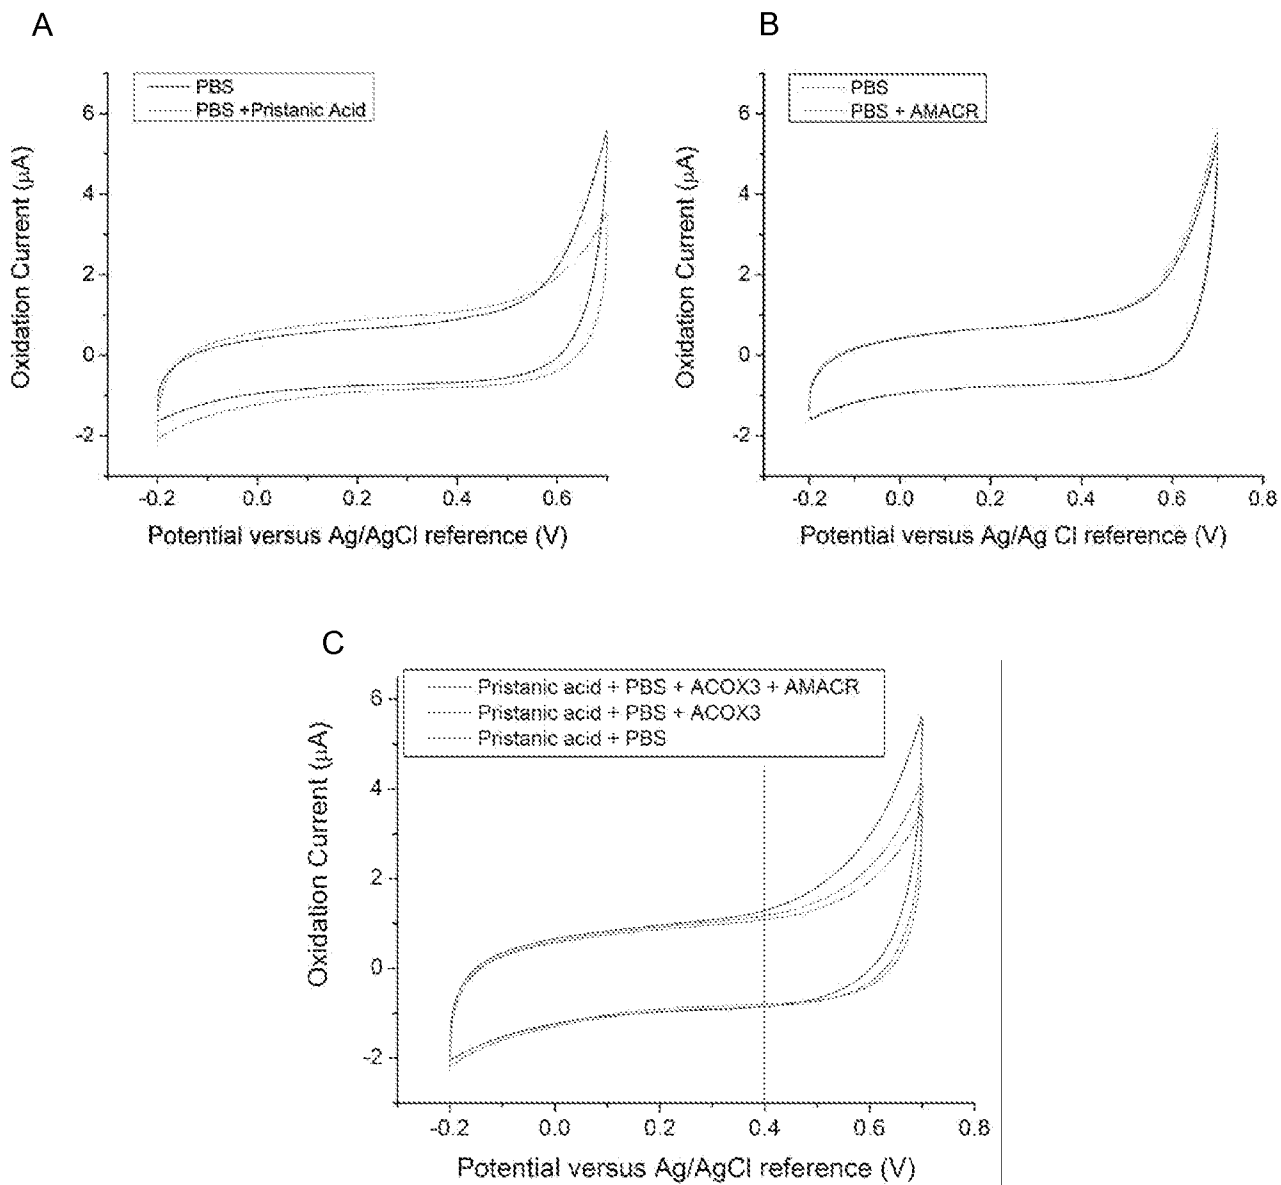 A
PBS
PBS +Pristanic Acid
6
4
2
0
-2
Oxidation Current (μA)
-0.2 0.0 0.2 0.4 0.6
Potential versus Ag/AgCl reference (V)
B
PBS
PBS + AMACR
6
4
2
0
-2
Oxidation Current (μA)
-0.2 0.0 0.2 0.4 0.6 0.8
Potential versus Ag/Ag Cl reference (V)
C
Pristanic acid + PBS + ACOX3 + AMACR
Pristanic acid + PBS + ACOX3
Pristanic acid + PBS
6
4
2
0
-2
Oxidation Current (μA)
-0.2 0.0 0.2 0.4 0.6 0.8
Potential versus Ag/AgCl reference (V)